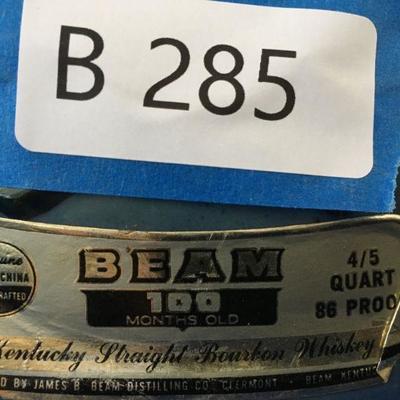 B 285
BEAM
100
MONTHS OLD
4/5
QUART
86 PROO
CHINA
Kentucky Straight Bourbon Whiskey
D BY JAMES B BEAM DISTILLING CO CLERMONT · BEAM, KENTU